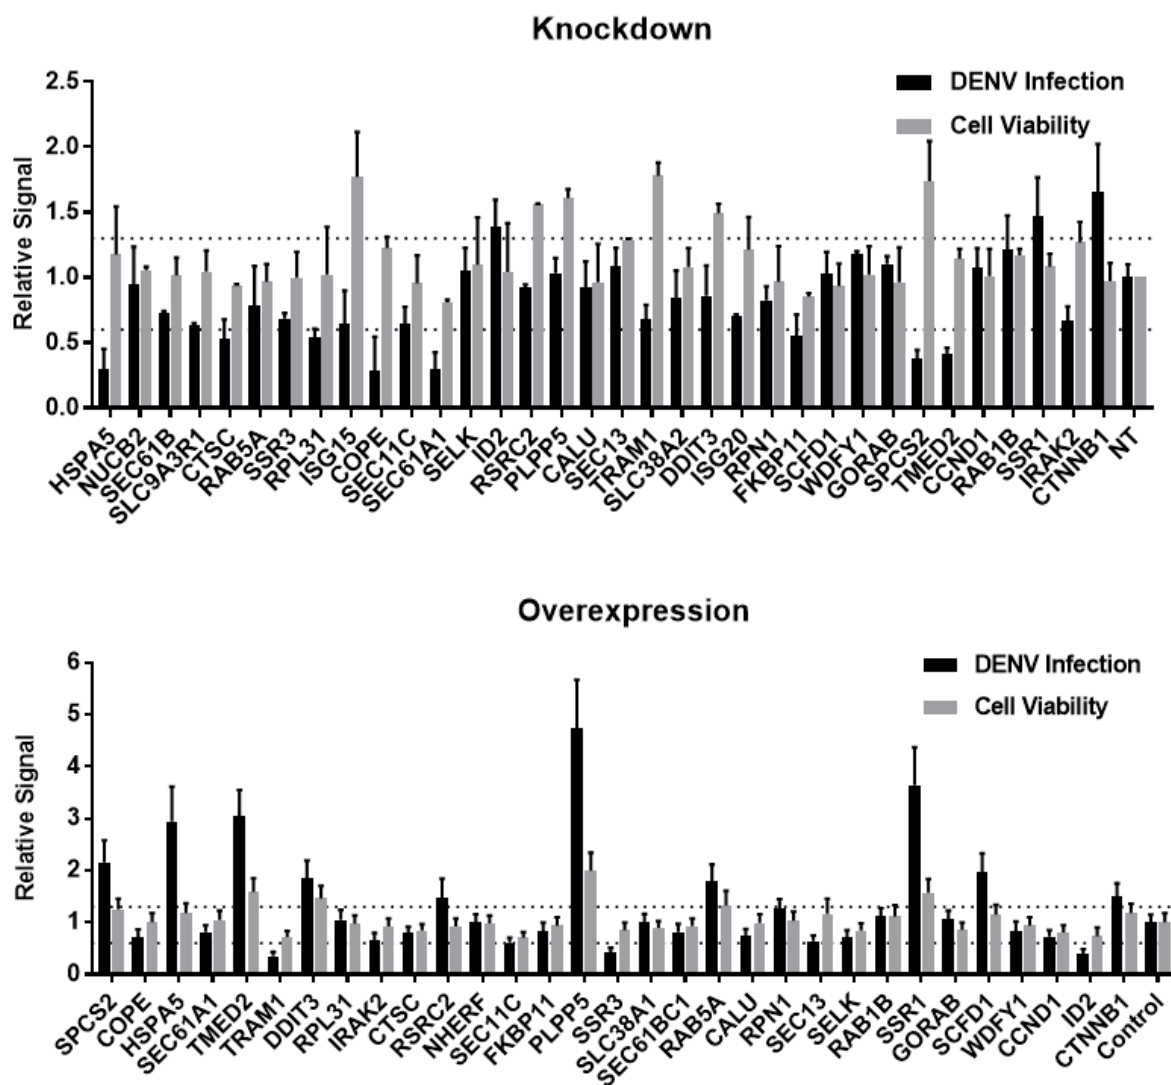 Knockdown
DENV Infection
Cell Viability
Relative Signal
2.5
2.0
1.5
1.0
0.5
0.0
HSPA5
NUCB2
SEC61B
SLC9A3R1
CTSC
RAB5A
SSR3
RPL31
ISG15
COPE
SEC11C
SEC61A1
SELK
ID2
RSRC2
PLPP5
CALU
SEC13
TRAM1
SLC38A2
DDIT3
ISG20
RPN1
FKBP11
SCFD1
WDFY1
GORAB
SPCS2
TMED2
CCND1
RAB1B
SSR1
IRAK2
CTNNB1
NT
Overexpression
DENV Infection
Cell Viability
Relative Signal
6
5
4
3
2
1
0
SPCS2
COPE
HSPA5
SEC61A1
TMED2
TRAM1
DDIT3
RPL31
IRAK2
CTSC
RSRC2
NHERF
SEC11C
FKBP11
PLPP5
SSR3
SLC38A1
SEC61BC1
RAB5A
CALU
RPN1
SEC13
SELK
RAB1B
SSR1
GORAB
SCFD1
WDFY1
CCND1
ID2
CTNNB1
Control